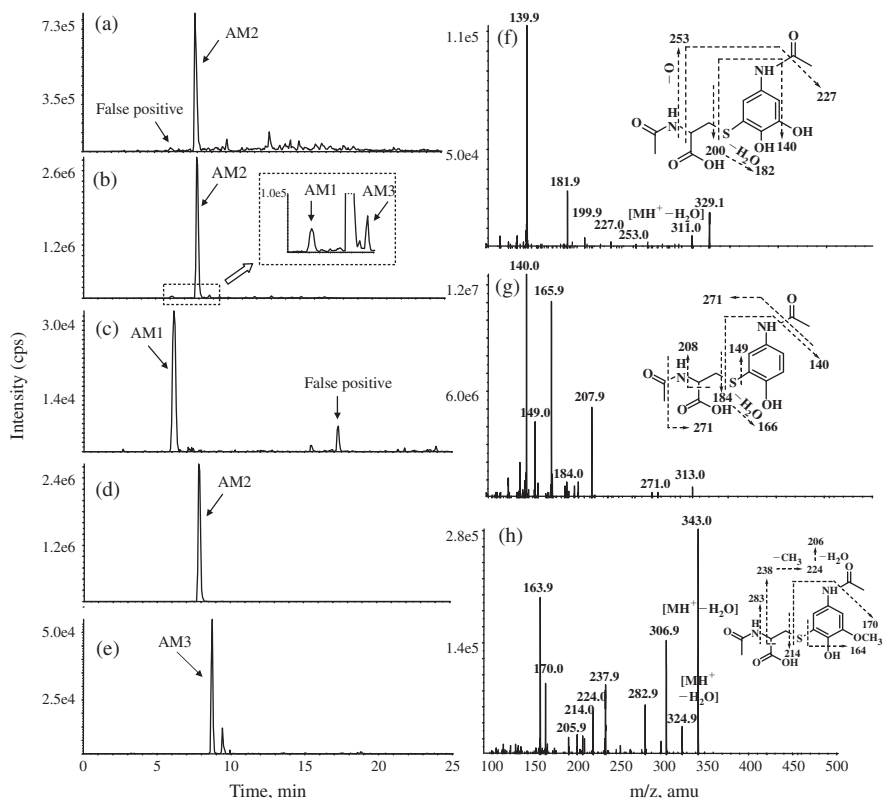 Intensity (cps)
7.3e5
3.5e5
(a)
AM2
False positive
2.6e6
1.2e6
(b)
AM2
1.0e5
AM1
AM3
3.0e4
1.4e4
(c)
AM1
False positive
2.4e6
1.2e6
(d)
AM2
5.0e4
2.5e4
(e)
AM3
0 5 10 15 20 25
Time, min
1.1e5
5.0e4
(f)
139.9
181.9
199.9
227.0
253.0
[MH+−H2O]
311.0
329.1
253
−O
O
NH
227
H
N
O
S
O
OH
200
−H2O
182
OH
OH
140
1.2e7
6.0e6
(g)
140.0
165.9
149.0
184.0
207.9
271.0
313.0
271
O
NH
140
208
149
H
N
O
S
O
OH
184
−H2O
166
OH
271
2.8e5
1.4e5
(h)
163.9
170.0
205.9
214.0
224.0
237.9
282.9
306.9
[MH+−H2O]
[MH+
−H2O]
324.9
343.0
206
−CH3
−H2O
238
224
O
NH
283
170
H
N
O
S
OCH3
O
OH
214
OH
164
100 150 200 250 300 350 400 450 500
m/z, amu